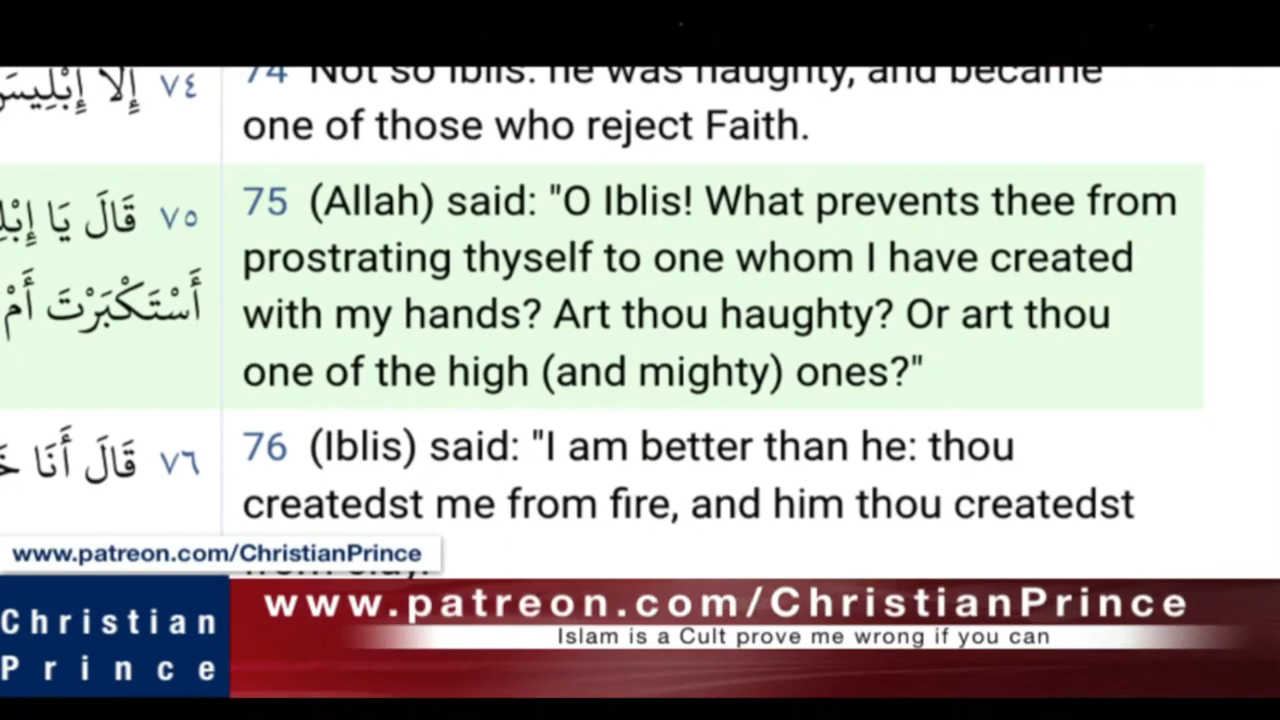 74 Not so Iblis: he was haughty, and became
one of those who reject Faith.
إِلَّا إِبْلِيسَ ٧٤
75 (Allah) said: "O Iblis! What prevents thee from
prostrating thyself to one whom I have created
with my hands? Art thou haughty? Or art thou
one of the high (and mighty) ones?"
٧٥ قَالَ يَا
أَسْتَكْبَرْتَ أَمْ
76 (Iblis) said: "I am better than he: thou
createdst me from fire, and him thou createdst
٧٦ قَالَ أَنَا
www.patreon.com/ChristianPrince
Christian
Prince
www.patreon.com/ChristianPrince
Islam is a Cult prove me wrong if you can